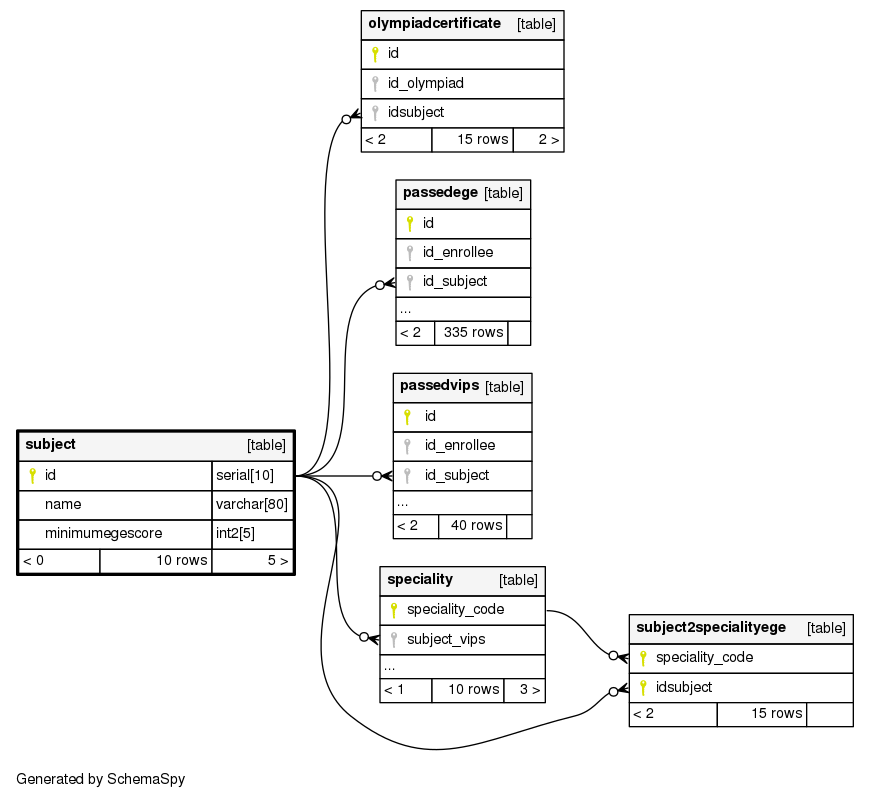 olympiadcertificate [table]
id
id_olympiad
idsubject
< 2 15 rows 2 >
passedege [table]
id
id_enrollee
id_subject
...
< 2 335 rows
passedvips [table]
id
id_enrollee
id_subject
...
< 2 40 rows
subject [table]
id serial[10]
name varchar[80]
minimumegescore int2[5]
< 0 10 rows 5 >
speciality [table]
speciality_code
subject_vips
...
< 1 10 rows 3 >
subject2specialityege [table]
speciality_code
idsubject
< 2 15 rows
Generated by SchemaSpy